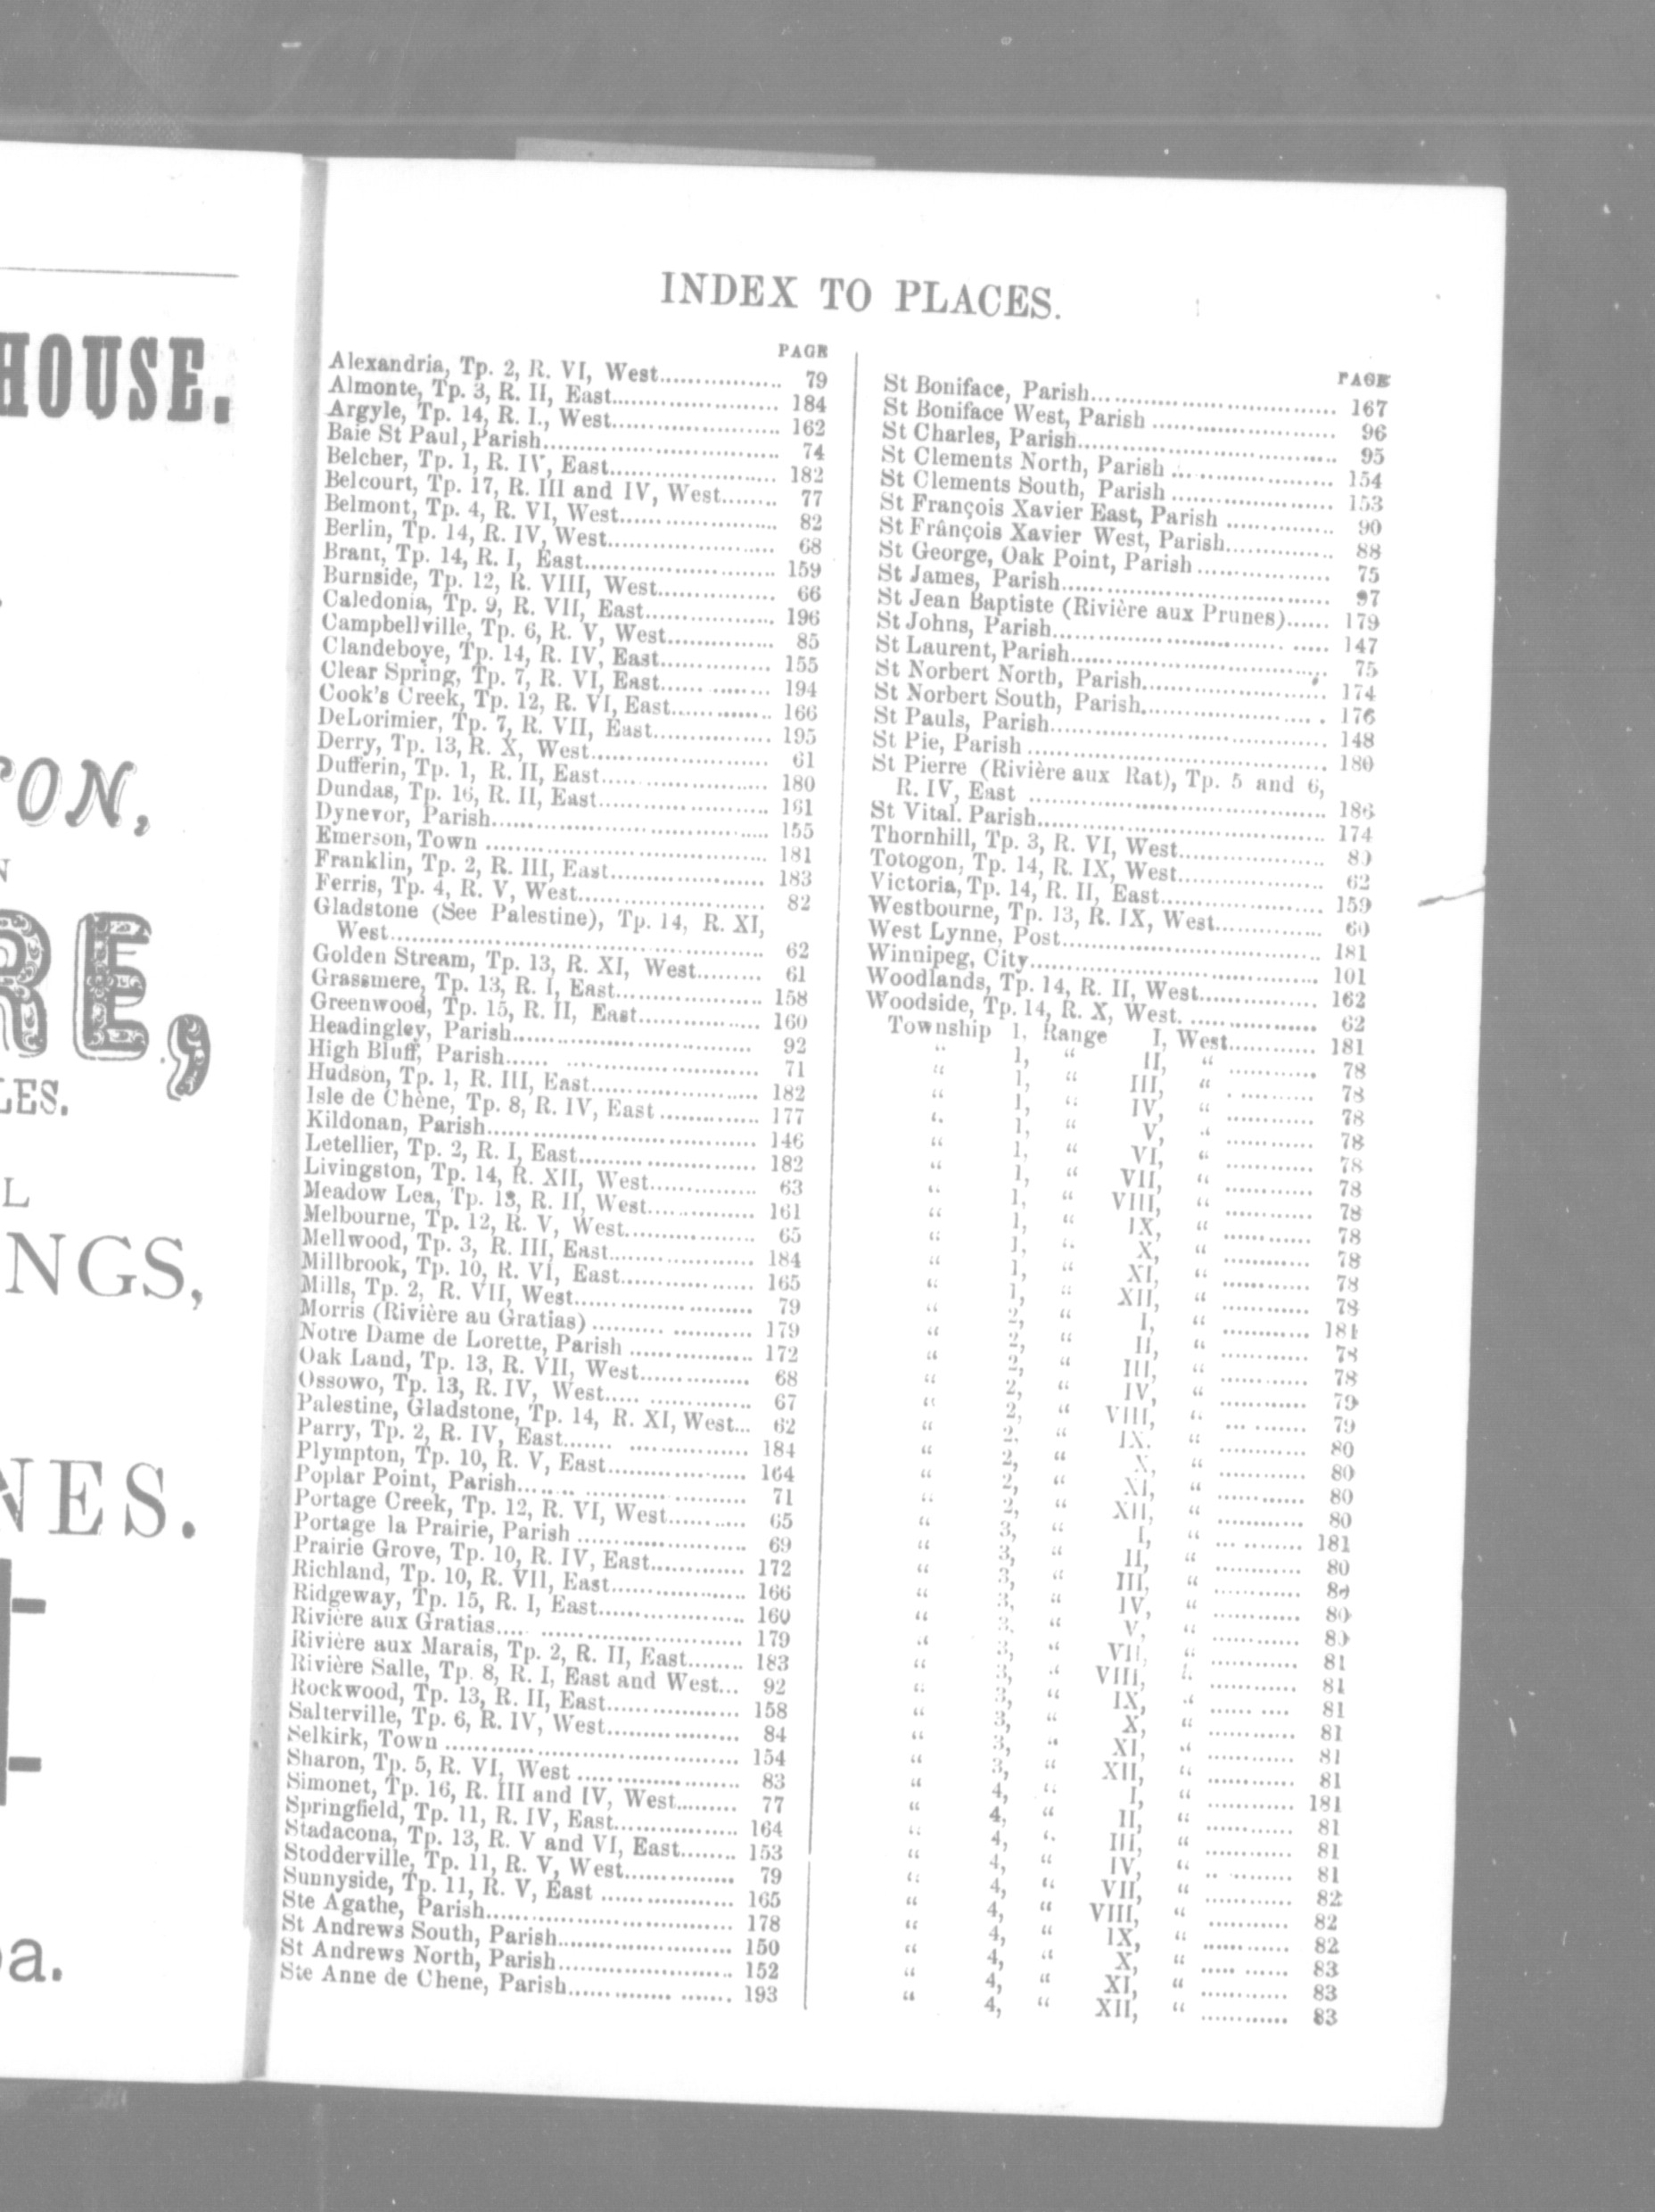 HOUSE.
TON,
N
RE,
LES.
L
NGS,
NES.
ba.
INDEX TO PLACES.
PAGE
Alexandria, Tp. 2, R. VI, West................. 79
Almonte, Tp. 3, R. II, East........................ 184
Argyle, Tp. 14, R. I., West........................ 162
Baie St Paul, Parish.................................. 74
Belcher, Tp. 1, R. IV, East........................ 182
Belcourt, Tp. 17, R. III and IV, West........ 77
Belmont, Tp. 4, R. VI, West...................... 82
Berlin, Tp. 14, R. IV, West........................ 68
Brant, Tp. 14, R. I, East........................... 159
Burnside, Tp. 12, R. VIII, West................. 66
Caledonia, Tp. 9, R. VII, East................... 196
Campbellville, Tp. 6, R. V, West............... 85
Clandeboye, Tp. 14, R. IV, East................ 155
Clear Spring, Tp. 7, R. VI, East................ 194
Cook's Creek, Tp. 12, R. VI, East.............. 166
DeLorimier, Tp. 7, R. VII, East................. 195
Derry, Tp. 13, R. X, West......................... 61
Dufferin, Tp. 1, R. II, East....................... 180
Dundas, Tp. 16, R. II, East........................ 161
Dynevor, Parish........................................ 155
Emerson, Town ........................................ 181
Franklin, Tp. 2, R. III, East...................... 183
Ferris, Tp. 4, R. V, West........................... 82
Gladstone (See Palestine), Tp. 14, R. XI,
West...................................................... 62
Golden Stream, Tp. 13, R. XI, West......... 61
Grassmere, Tp. 13, R. I, East..................... 158
Greenwood, Tp. 15, R. II, East................. 160
Headingley, Parish.................................. 92
High Bluff, Parish...... ........................... 71
Hudson, Tp. 1, R. III, East........................ 182
Isle de Chène, Tp. 8, R. IV, East.............. 177
Kildonan, Parish....................................... 146
Letellier, Tp. 2, R. I, East......................... 182
Livingston, Tp. 14, R. XII, West............... 63
Meadow Lea, Tp. 13, R. II, West............... 161
Melbourne, Tp. 12, R. V, West................... 65
Mellwood, Tp. 3, R. III, East..................... 184
Millbrook, Tp. 10, R. VI, East................... 165
Mills, Tp. 2, R. VII, West......................... 79
Morris (Rivière au Gratias) .......... ........... 179
Notre Dame de Lorette, Parish ................. 172
Oak Land, Tp. 13, R. VII, West................ 68
Ossowo, Tp. 13, R. IV, West..... .............. 67
Palestine, Gladstone, Tp. 14, R. XI, West... 62
Parry, Tp. 2, R. IV, East....... ................. 184
Plympton, Tp. 10, R. V, East.................... 164
Poplar Point, Parish........ ...................... 71
Portage Creek, Tp. 12, R. VI, West........... 65
Portage la Prairie, Parish ........................ 69
Prairie Grove, Tp. 10, R. IV, East............. 172
Richland, Tp. 10, R. VII, East................... 166
Ridgeway, Tp. 15, R. I, East..................... 160
Rivière aux Gratias..... ............................ 179
Rivière aux Marais, Tp. 2, R. II, East........ 183
Rivière Salle, Tp. 8, R. I, East and West... 92
Rockwood, Tp. 13, R. II, East................... 158
Salterville, Tp. 6, R. IV, West................... 84
Selkirk, Town .......................................... 154
Sharon, Tp. 5, R. VI, West ....................... 83
Simonet, Tp. 16, R. III and IV, West......... 77
Springfield, Tp. 11, R. IV, East................. 164
Stadacona, Tp. 13, R. V and VI, East........ 153
Stodderville, Tp. 11, R. V, West................ 79
Sunnyside, Tp. 11, R. V, East ................... 165
Ste Agathe, Parish................................... 178
St Andrews South, Parish......................... 150
St Andrews North, Parish......................... 152
Ste Anne de Chene, Parish............... ....... 193
PAGE
St Boniface, Parish................................... 167
St Boniface West, Parish .......................... 96
St Charles, Parish..................................... 95
St Clements North, Parish ........................ 154
St Clements South, Parish ........................ 153
St François Xavier East, Parish ............... 90
St Frânçois Xavier West, Parish............... 88
St George, Oak Point, Parish ................... 75
St James, Parish....................................... 97
St Jean Baptiste (Rivière aux Prunes)...... 179
St Johns, Parish................................. ..... 147
St Laurent, Parish.................................... 75
St Norbert North, Parish.......................... 174
St Norbert South, Parish.......................... 176
St Pauls, Parish........................................ 148
St Pie, Parish ........................................... 180
St Pierre (Rivière aux Rat), Tp. 5 and 6,
R. IV, East ........................................... 186
St Vital. Parish......................................... 174
Thornhill, Tp. 3, R. VI, West.................... 80
Totogon, Tp. 14, R. IX, West.................... 62
Victoria, Tp. 14, R. II, East...................... 159
Westbourne, Tp. 13, R. IX, West.............. 60
West Lynne, Post..................................... 181
Winnipeg, City......................................... 101
Woodlands, Tp. 14, R. II, West................ 162
Woodside, Tp. 14, R. X, West. ................. 62
Township 1, Range I, West............ 181
“ 1, “ II, “ ............ 78
“ 1, “ III, “ ............ 78
“ 1, “ IV, “ ............ 78
“ 1, “ V, “ ............ 78
“ 1, “ VI, “ ............ 78
“ 1, “ VII, “ ............ 78
“ 1, “ VIII, “ ............ 78
“ 1, “ IX, “ ............ 78
“ 1, “ X, “ ............ 78
“ 1, “ XI, “ ............ 78
“ 1, “ XII, “ ............ 78
“ 2, “ I, “ ............ 181
“ 2, “ II, “ ............ 78
“ 2, “ III, “ ............ 78
“ 2, “ IV, “ ............ 79
“ 2, “ VIII, “ ............ 79
“ 2, “ IX. “ ............ 80
“ 2, “ X, “ ............ 80
“ 2, “ XI, “ ............ 80
“ 2, “ XII, “ ............ 80
“ 3, “ I, “ ............ 181
“ 3, “ II, “ ............ 80
“ 3, “ III, “ ............ 80
“ 3, “ IV, “ ............ 80
“ 3, “ V, “ ............ 80
“ 3, “ VII, “ ............ 81
“ 3, “ VIII, “ ............ 81
“ 3, “ IX, “ ............ 81
“ 3, “ X, “ ............ 81
“ 3, “ XI, “ ............ 81
“ 3, “ XII, “ ............ 81
“ 4, “ I, “ ............ 181
“ 4, “ II, “ ............ 81
“ 4, “ III, “ ............ 81
“ 4, “ IV, “ ............ 81
“ 4, “ VII, “ ............ 82
“ 4, “ VIII, “ ............ 82
“ 4, “ IX, “ ............ 82
“ 4, “ X, “ ............ 83
“ 4, “ XI, “ ............ 83
“ 4, “ XII, “ ............ 83